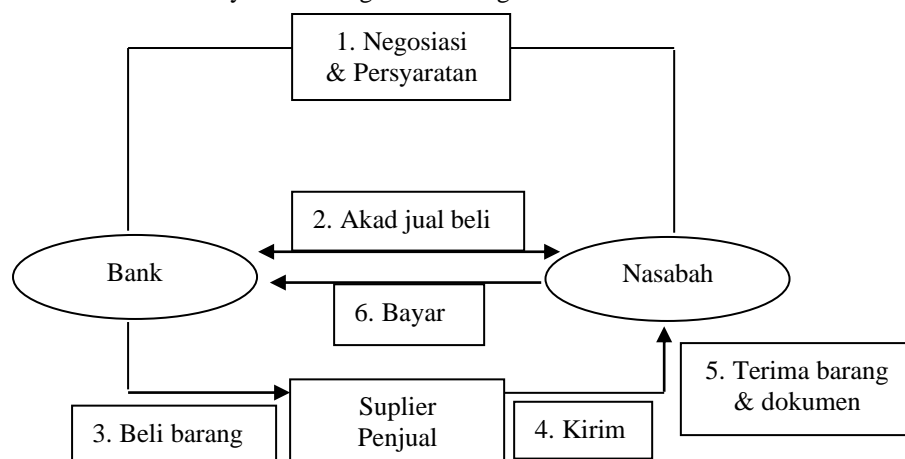 1. Negosiasi
& Persyaratan
2. Akad jual beli
Bank
Nasabah
6. Bayar
5. Terima barang
& dokumen
Suplier
Penjual
3. Beli barang
4. Kirim